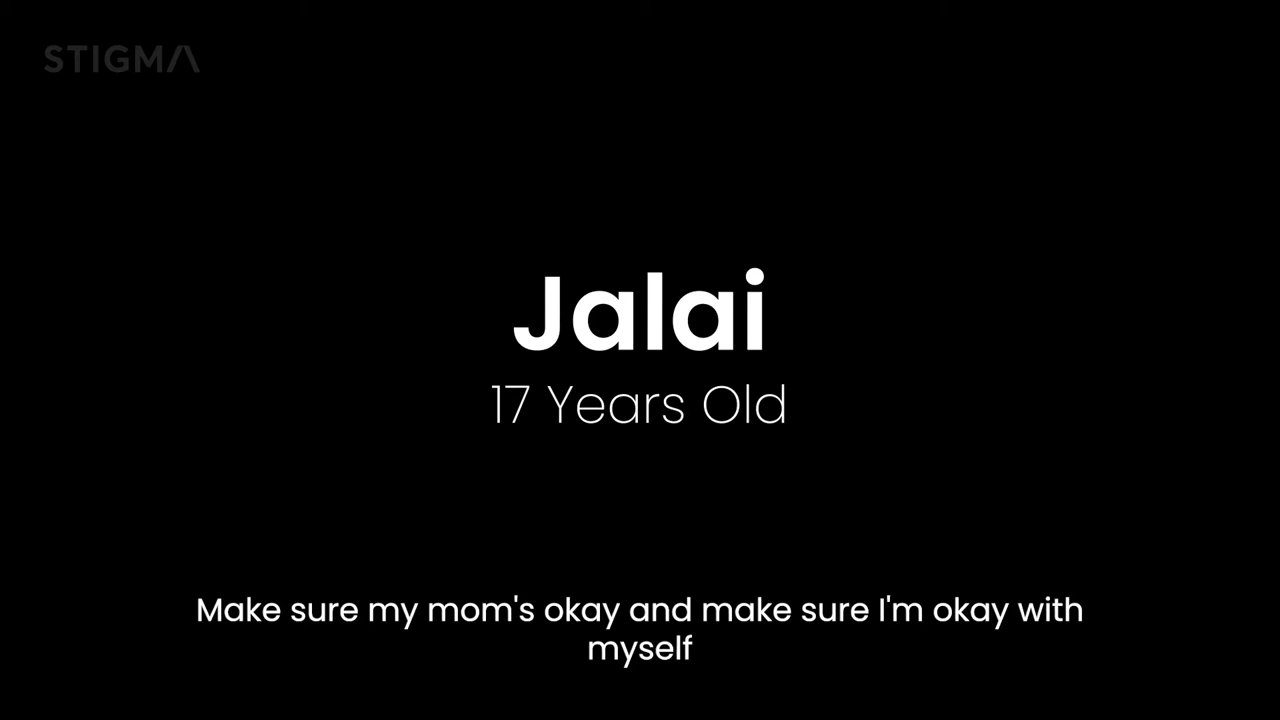 STIGMA
Jalai
17 Years Old
Make sure my mom's okay and make sure I'm okay with
myself